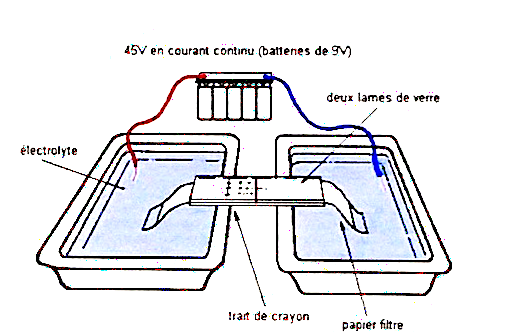 45V en courant continu (batteries de 9V)
deux lames de verre
électrolyte
trait de crayon
papier filtre